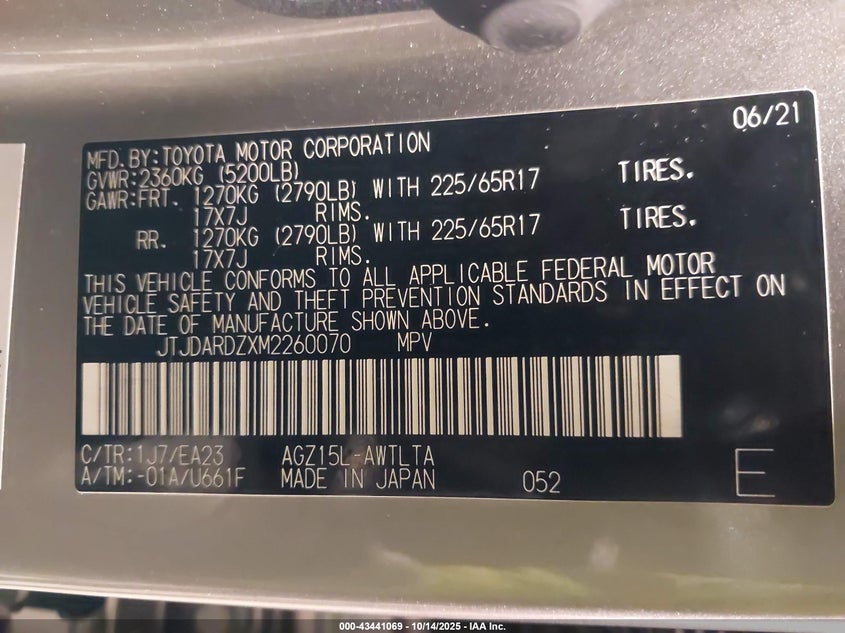 06/21
MFD. BY:TOYOTA MOTOR CORPORATION
GVWR:2360KG (5200LB)
GAWR:FRT. 1270KG (2790LB) WITH 225/65R17 TIRES.
17X7J RIMS.
RR. 1270KG (2790LB) WITH 225/65R17 TIRES.
17X7J RIMS.
THIS VEHICLE CONFORMS TO ALL APPLICABLE FEDERAL MOTOR
VEHICLE SAFETY AND THEFT PREVENTION STANDARDS IN EFFECT ON
THE DATE OF MANUFACTURE SHOWN ABOVE.
JTJDARDZXM2260070 MPV
C/TR:1J7/EA23 AGZ15L-AWTLTA
A/TM:-01A/U661F MADE IN JAPAN 052 E
000-43441069 - 10/14/2025 - IAA Inc.